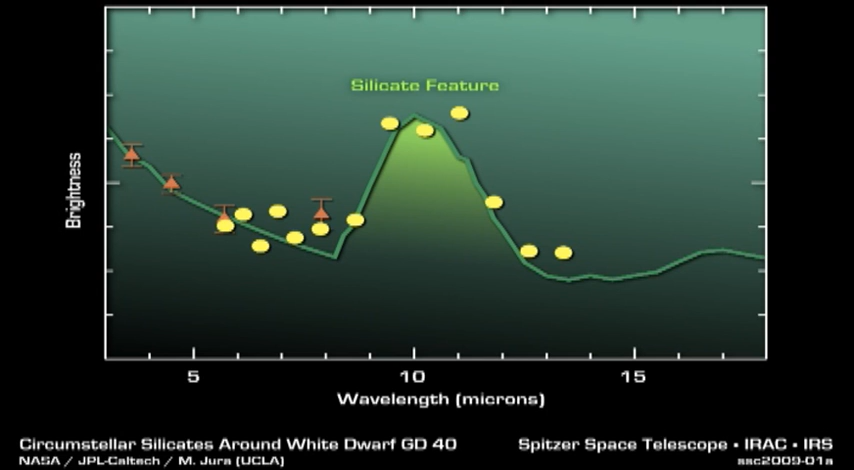 Silicate Feature
Brightness
5 10 15
Wavelength (microns)
Circumstellar Silicates Around White Dwarf GD 40 Spitzer Space Telescope • IRAC • IRS
NASA / JPL-Caltech / M. Jura (UCLA) ssc2009-01a